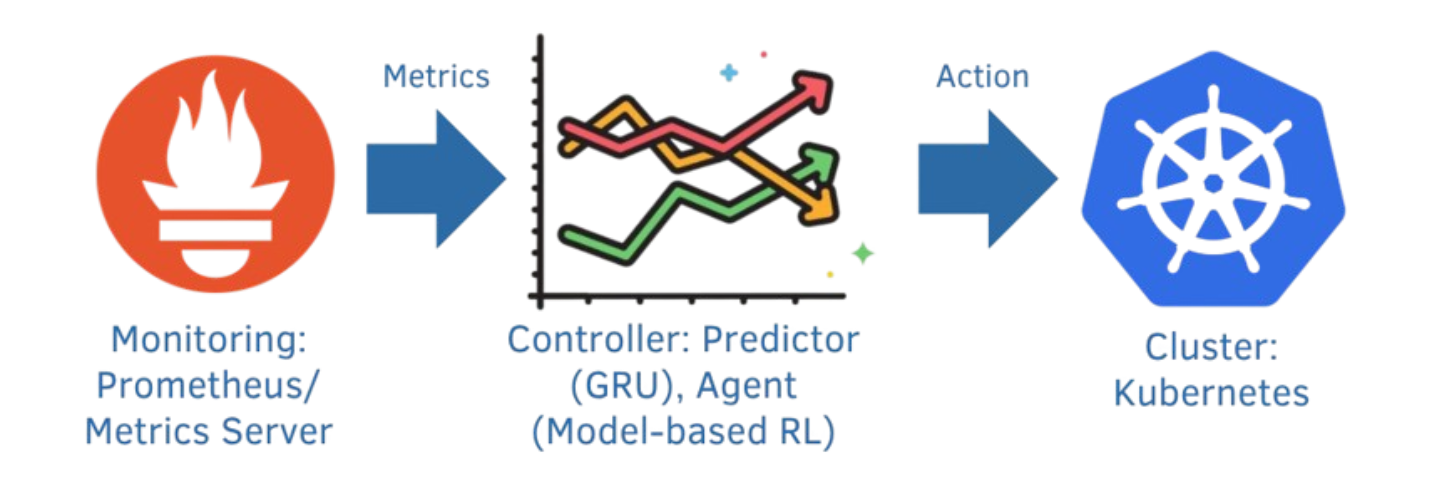 Metrics
Action
Monitoring:
Prometheus/
Metrics Server
Controller: Predictor
(GRU), Agent
(Model-based RL)
Cluster:
Kubernetes